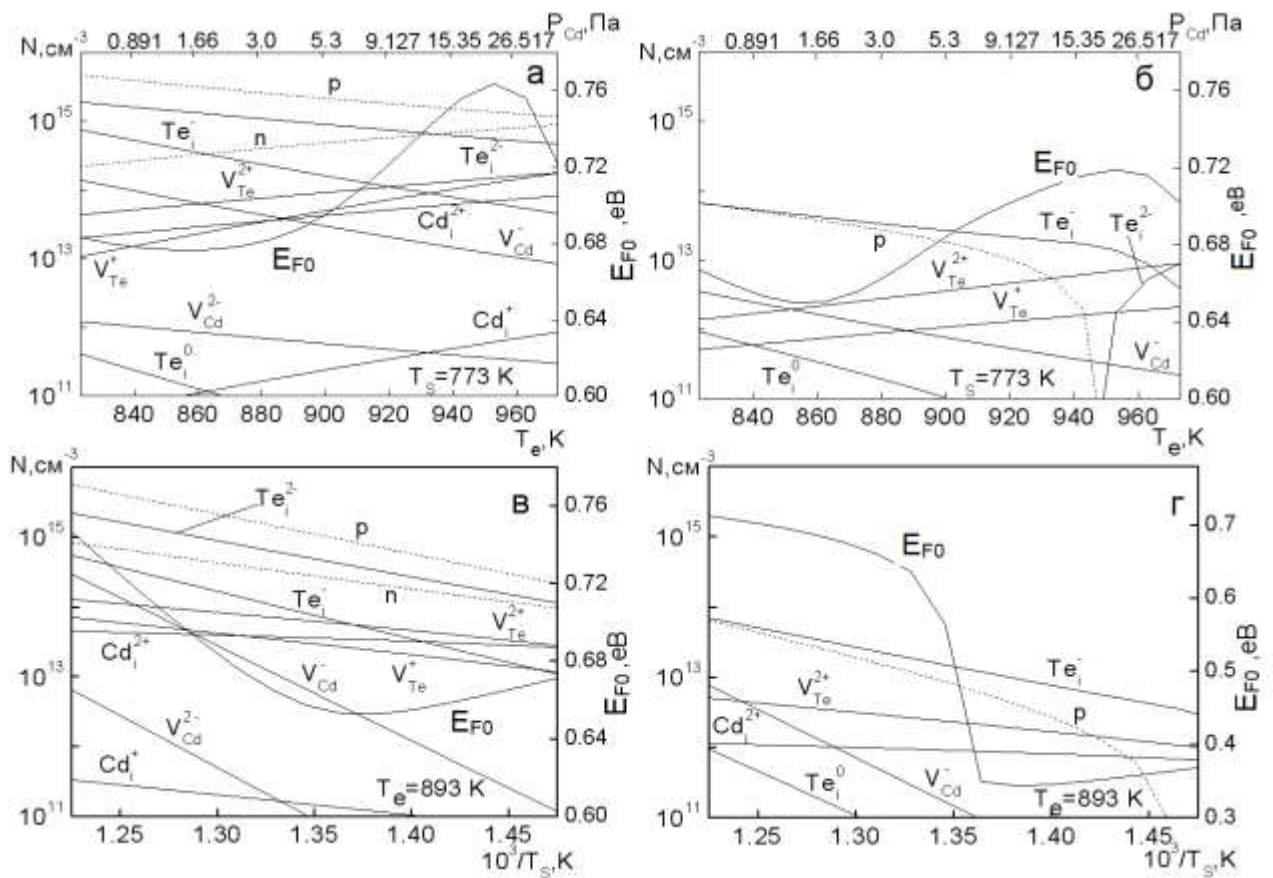 P_Cd,Па
0.891 1.66 3.0 5.3 9.127 15.35 26.517
N,см⁻³
а
p
0.76
10¹⁵
Te_i⁻
n
Te_i²⁻
0.72
V_Te²⁺
Cd_i²⁺
V_Cd⁻
0.68
10¹³
V_Te⁺
E_F0
E_F0,eB
V_Cd²⁻
Cd_i⁺
0.64
Te_i⁰
T_S=773 K
10¹¹
0.60
840 860 880 900 920 940 960
T_e,K
P_Cd,Па
0.891 1.66 3.0 5.3 9.127 15.35 26.517
N,см⁻³
б
0.76
10¹⁵
E_F0
0.72
Te_i⁻
Te_i²⁻
p
10¹³
V_Te²⁺
0.68
E_F0,eB
V_Te⁺
0.64
V_Cd⁻
Te_i⁰
T_S=773 K
10¹¹
0.60
840 860 880 900 920 940 960
T_e,K
N,см⁻³
Te_i²⁻
в
0.76
p
10¹⁵
Te_i⁻
n
0.72
V_Te²⁺
Cd_i²⁺
V_Cd⁻
V_Te⁺
0.68
10¹³
E_F0,eB
V_Cd²⁻
E_F0
0.64
Cd_i⁺
T_e=893 K
10¹¹
0.60
1.25 1.30 1.35 1.40 1.45
10³/T_S,K
N,см⁻³
г
E_F0
0.7
10¹⁵
0.6
Te_i⁻
0.5
10¹³
V_Te²⁺
p
E_F0,eB
Cd_i²⁺
0.4
Te_i⁰
V_Cd⁻
T_e=893 K
10¹¹
0.3
1.25 1.30 1.35 1.40 1.45
10³/T_S,K